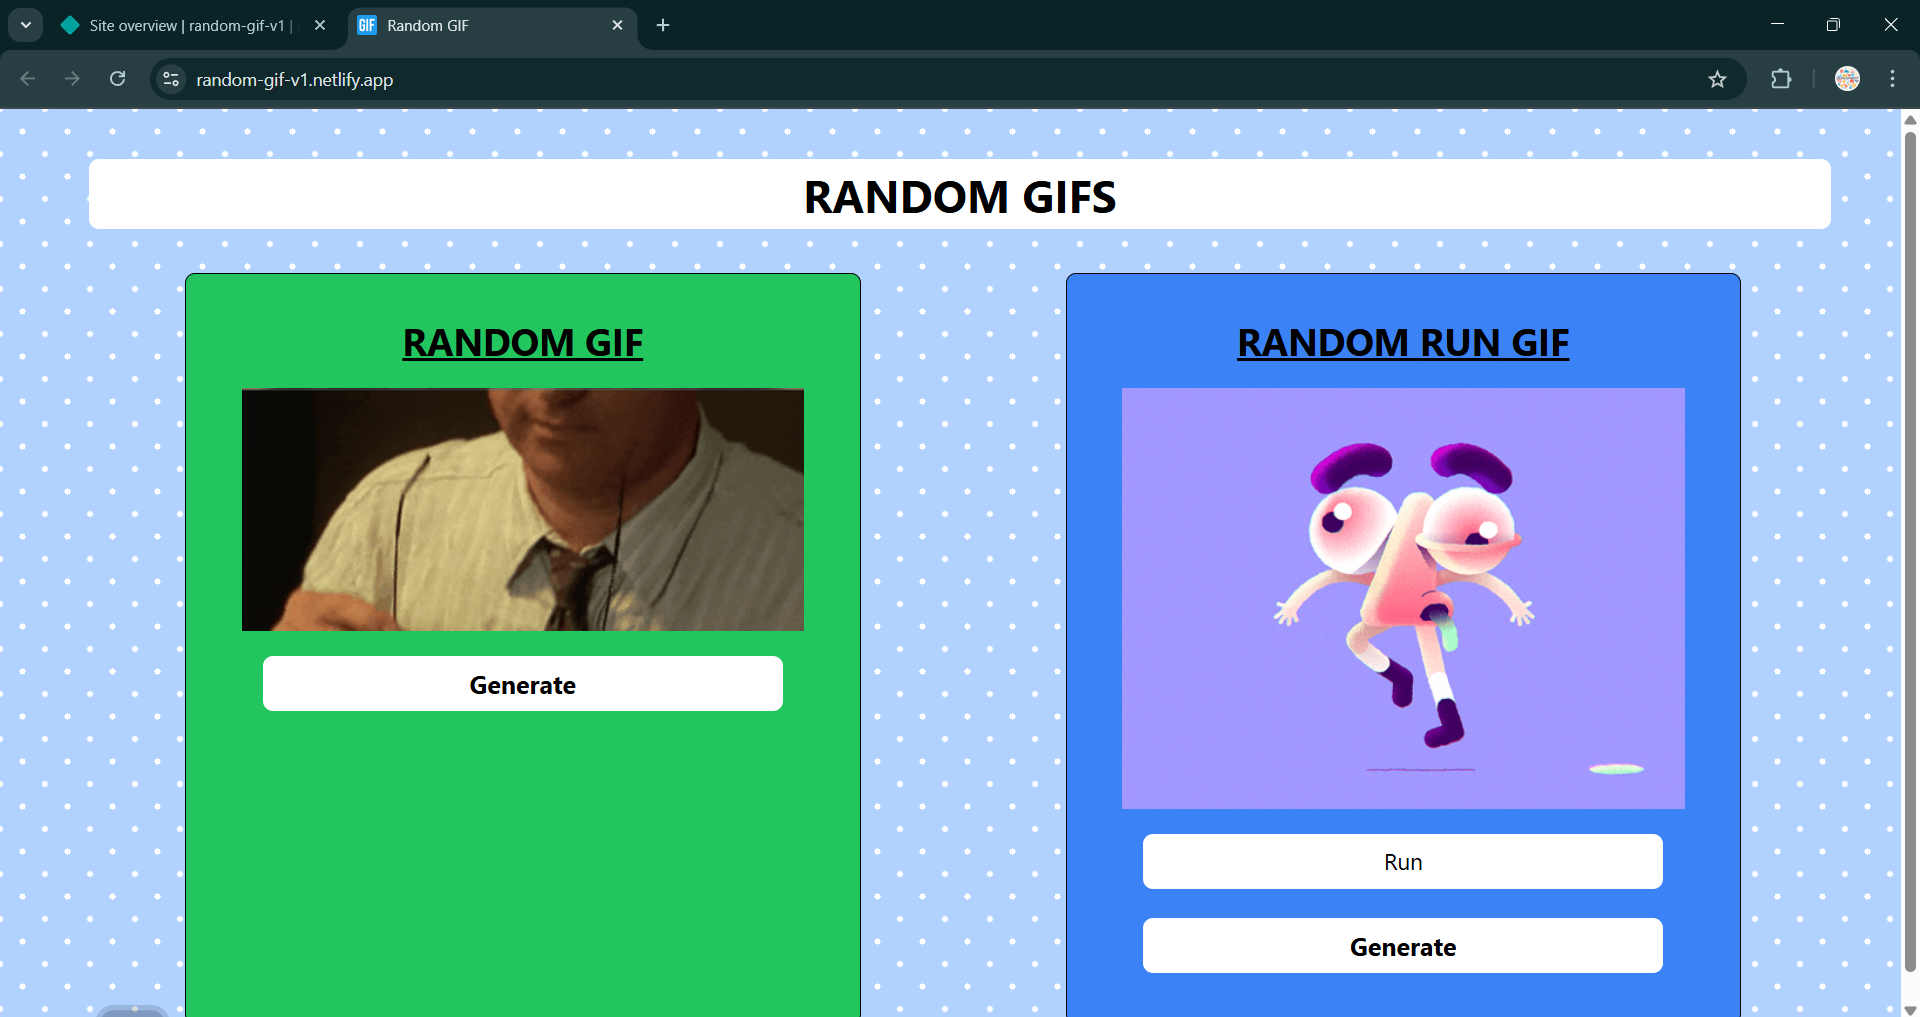 Site overview | random-gif-v1 |
GIF Random GIF
random-gif-v1.netlify.app
RANDOM GIFS
RANDOM GIF
Generate
RANDOM RUN GIF
Run
Generate